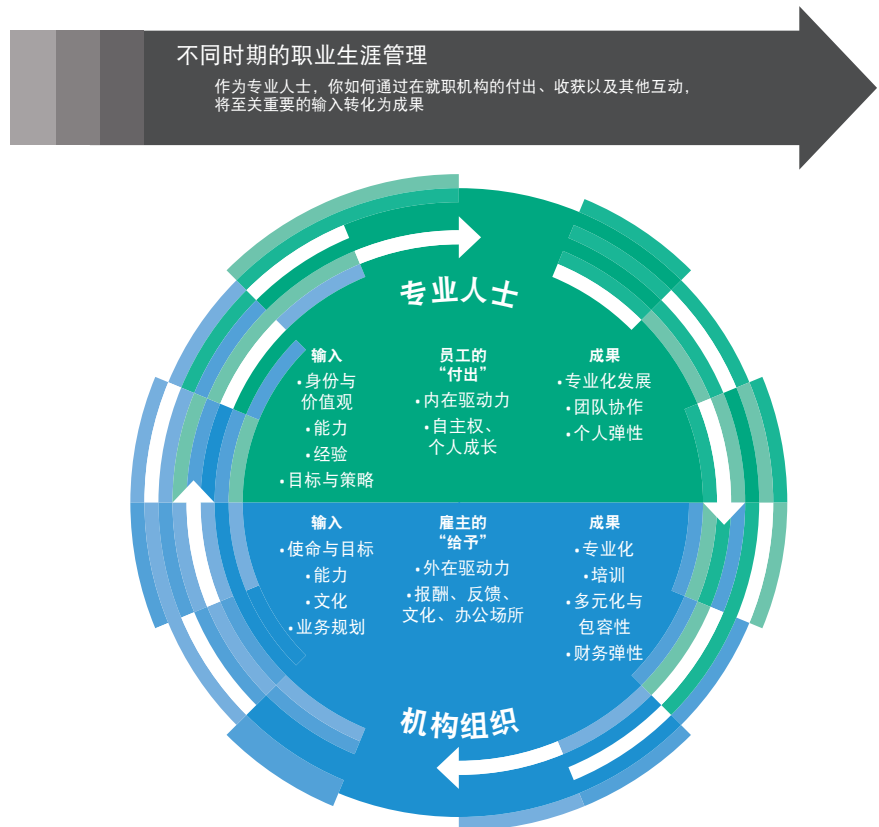 不同时期的职业生涯管理
作为专业人士，你如何通过在就职机构的付出、收获以及其他互动，
将至关重要的输入转化为成果
专业人士
输入
•身份与
价值观
•能力
•经验
•目标与策略
员工的
“付出”
•内在驱动力
•自主权、
个人成长
成果
•专业化发展
•团队协作
•个人弹性
输入
•使命与目标
•能力
•文化
•业务规划
雇主的
“给予”
•外在驱动力
•报酬、反馈、
文化、办公场所
成果
•专业化
•培训
•多元化与
包容性
•财务弹性
机构组织